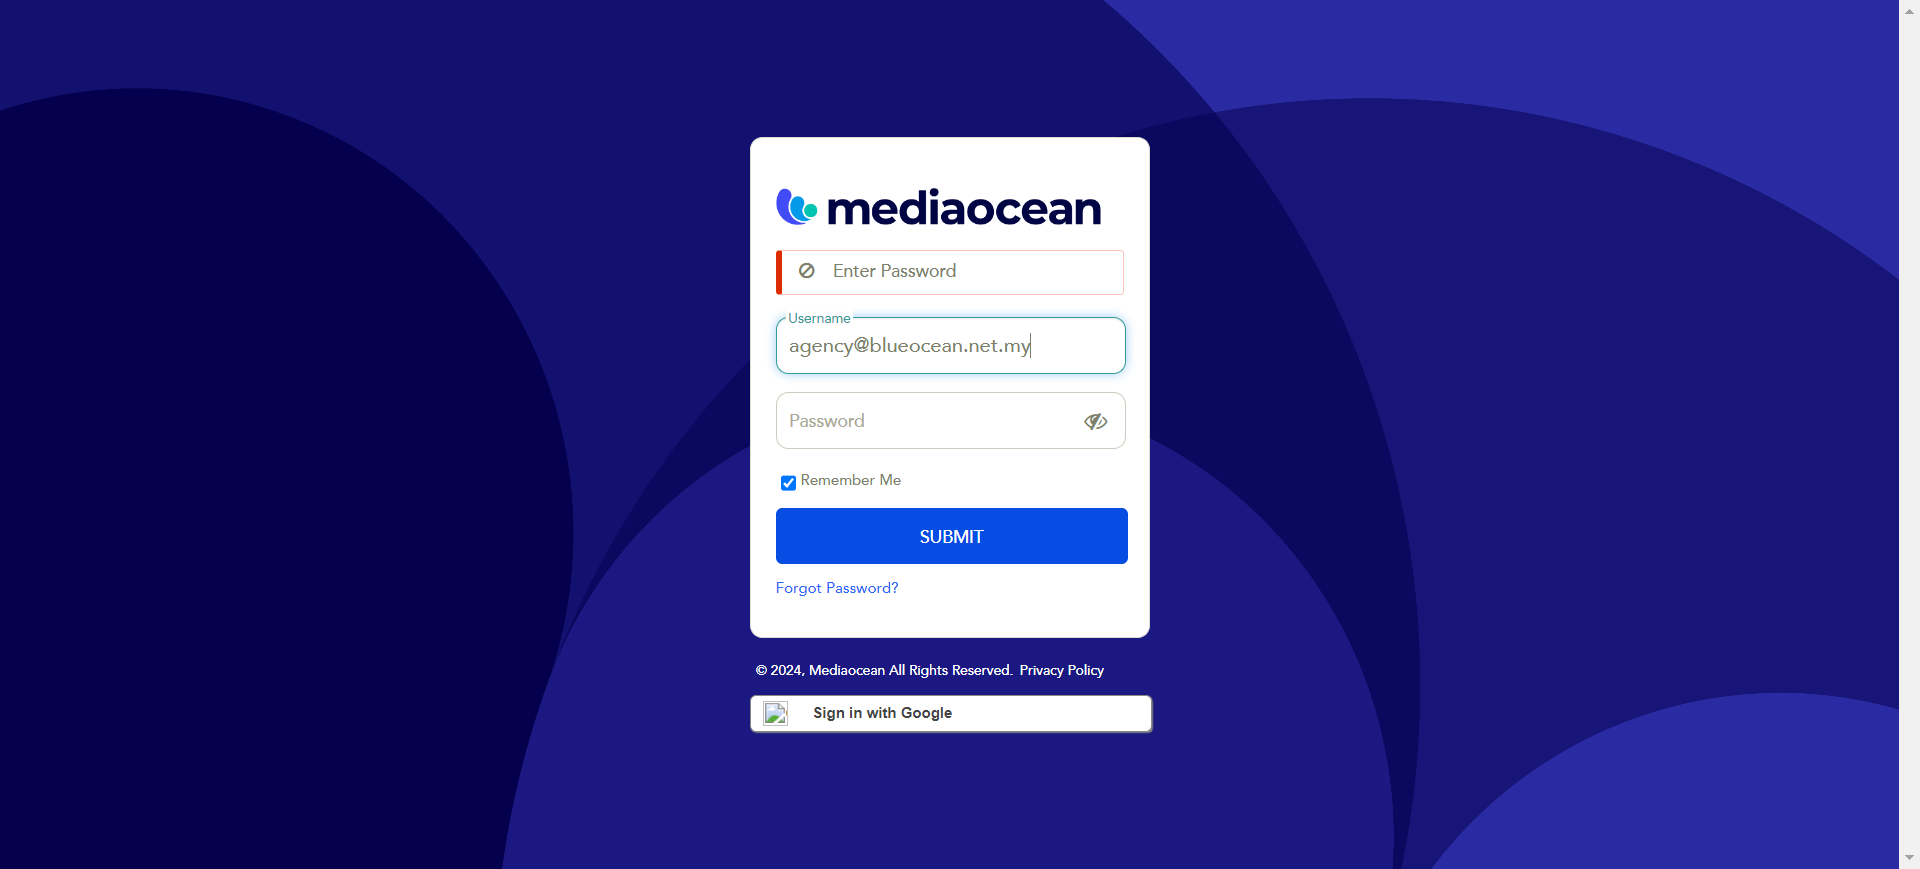 mediaocean
Enter Password
Username
agency@blueocean.net.my
Password
Remember Me
SUBMIT
Forgot Password?
© 2024, Mediaocean All Rights Reserved. Privacy Policy
Sign in with Google